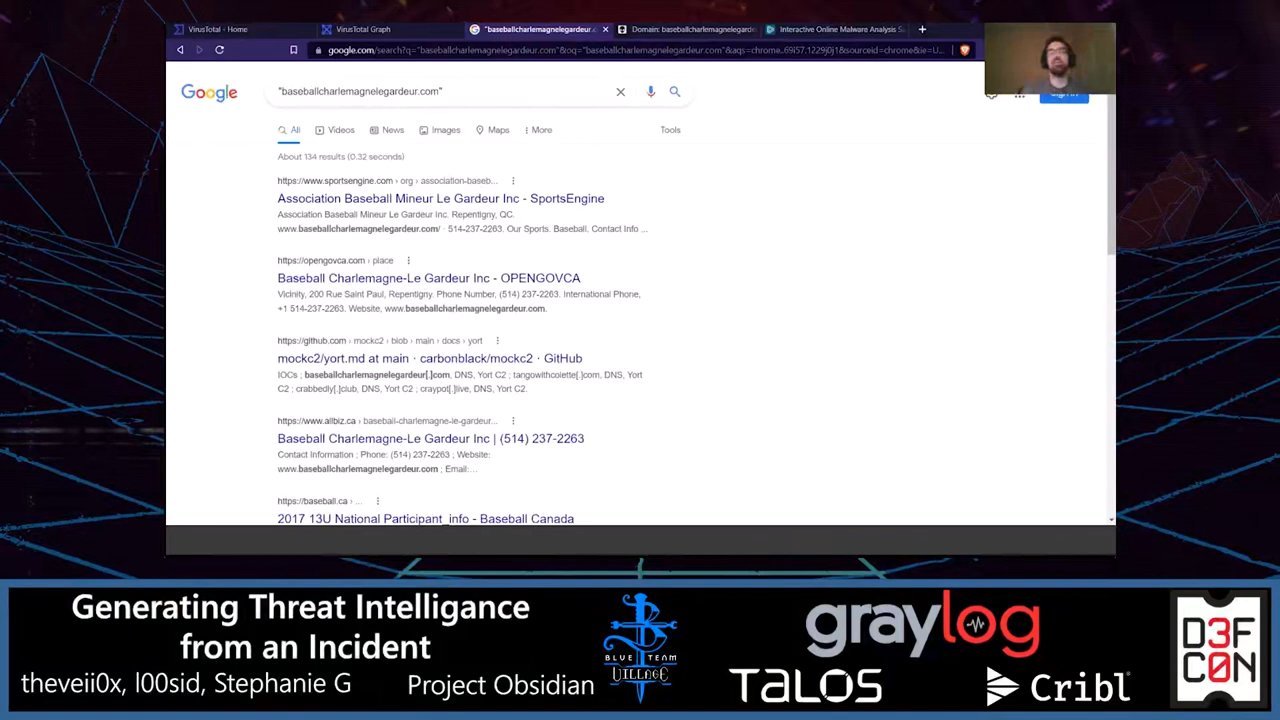 VirusTotal - Home
VirusTotal Graph
"baseballcharlemagnelegardeur.c
Domain: baseballcharlemagnelegarde
Interactive Online Malware Analysis Sa
google.com/search?q="baseballcharlemagnelegardeur.com"&oq="baseballcharlemagnelegardeur.com"&aqs=chrome..69i57.1229j0j1&sourceid=chrome&ie=U...
Google
"baseballcharlemagnelegardeur.com"
All
Videos
News
Images
Maps
More
Tools
About 134 results (0.32 seconds)
https://www.sportsengine.com › org › association-baseb...
Association Baseball Mineur Le Gardeur Inc - SportsEngine
Association Baseball Mineur Le Gardeur Inc. Repentigny, QC.
www.baseballcharlemagnelegardeur.com/ · 514-237-2263. Our Sports. Baseball. Contact Info ...
https://opengovca.com › place
Baseball Charlemagne-Le Gardeur Inc - OPENGOVCA
Vicinity, 200 Rue Saint Paul, Repentigny. Phone Number, (514) 237-2263. International Phone,
+1 514-237-2263. Website, www.baseballcharlemagnelegardeur.com.
https://github.com › mockc2 › blob › main › docs › yort
mockc2/yort.md at main · carbonblack/mockc2 · GitHub
IOCs ; baseballcharlemagnelegardeur[.]com, DNS, Yort C2 ; tangowithcolette[.]com, DNS, Yort
C2 ; crabbedly[.]club, DNS, Yort C2 ; craypot[.]live, DNS, Yort C2.
https://www.allbiz.ca › baseball-charlemagne-le-gardeur...
Baseball Charlemagne-Le Gardeur Inc | (514) 237-2263
Contact Information ; Phone: (514) 237-2263 ; Website:
www.baseballcharlemagnelegardeur.com ; Email:...
https://baseball.ca › ...
2017 13U National Participant_info - Baseball Canada
Generating Threat Intelligence
from an Incident
theveii0x, l00sid, Stephanie G
Project Obsidian
BLUE TEAM
VILLAGE
graylog
TALOS
Cribl
D3F
C0N